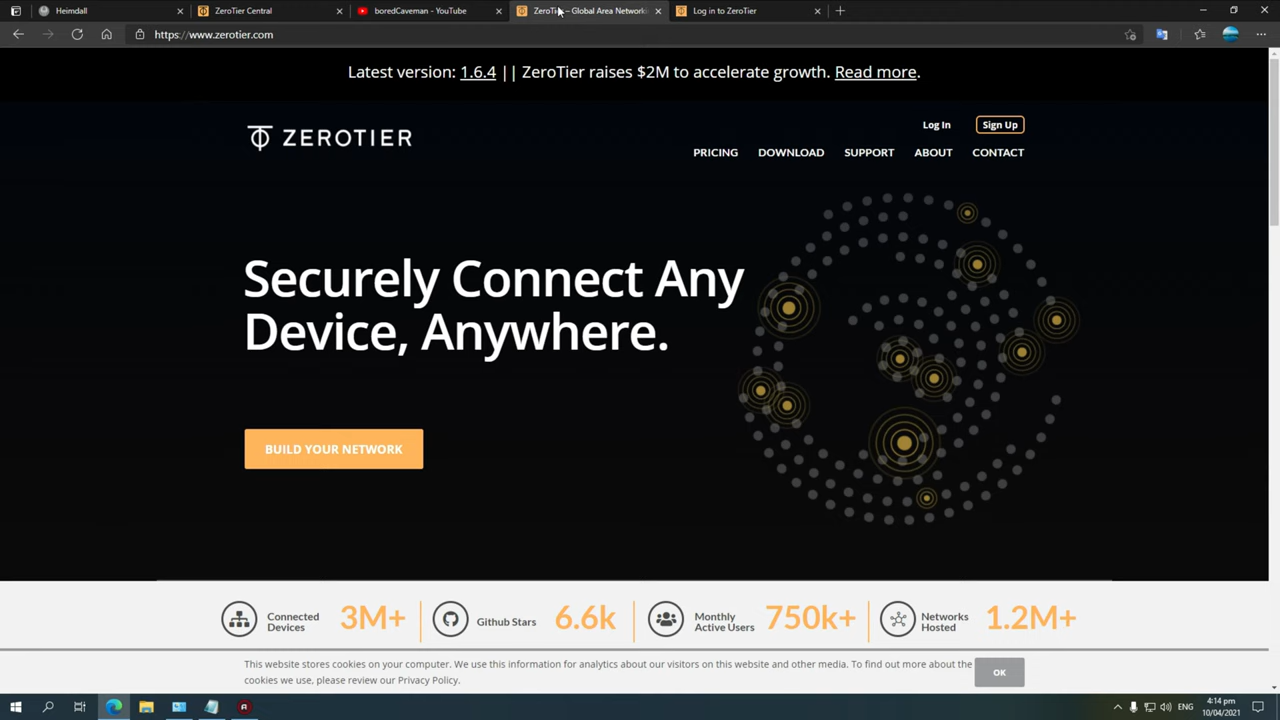 Heimdall
ZeroTier Central
boredCaveman - YouTube
ZeroTier – Global Area Networki
Log in to ZeroTier
https://www.zerotier.com
Latest version: 1.6.4 || ZeroTier raises $2M to accelerate growth. Read more.
ZEROTIER
Log In
Sign Up
PRICING
DOWNLOAD
SUPPORT
ABOUT
CONTACT
Securely Connect Any
Device, Anywhere.
BUILD YOUR NETWORK
Connected
Devices
3M+
Github Stars
6.6k
Monthly
Active Users
750k+
Networks
Hosted
1.2M+
This website stores cookies on your computer. We use this information for analytics about our visitors on this website and other media. To find out more about the
cookies we use, please review our Privacy Policy.
OK
ENG
4:14 pm
10/04/2021